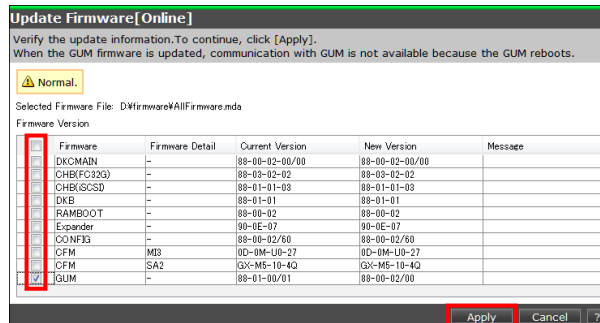 Update Firmware[Online]
Verify the update information.To continue, click [Apply].
When the GUM firmware is updated, communication with GUM is not available because the GUM reboots.
Normal.
Selected Firmware File: D:¥firmware¥AllFirmware.mda
Firmware Version
Firmware Firmware Detail Current Version New Version Message
DKCMAIN - 88-00-02-00/00 88-00-02-00/00
CHB(FC32G) - 88-03-02-02 88-03-02-02
CHB(iSCSI) - 88-01-01-03 88-01-01-03
DKB - 88-01-01 88-01-01
RAMBOOT - 88-00-02 88-00-02
Expander - 90-0E-07 90-0E-07
CONFIG - 88-00-02/60 88-00-02/60
CFM MI3 0D-0M-U0-27 0D-0M-U0-27
CFM SA2 GX-M5-10-4Q GX-M5-10-4Q
GUM - 88-01-00/01 88-00-02/00
Apply Cancel ?